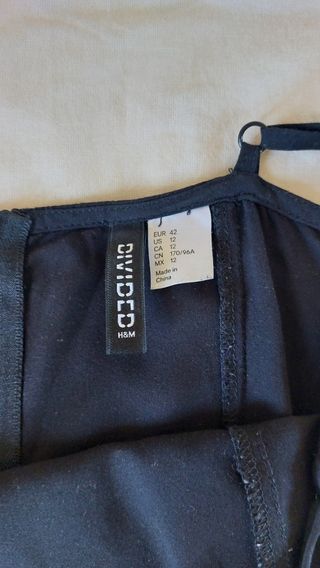 DIVIDED
H&M
EUR 42
US 12
CA 12
CN 170/96A
MX 12
Made in
China